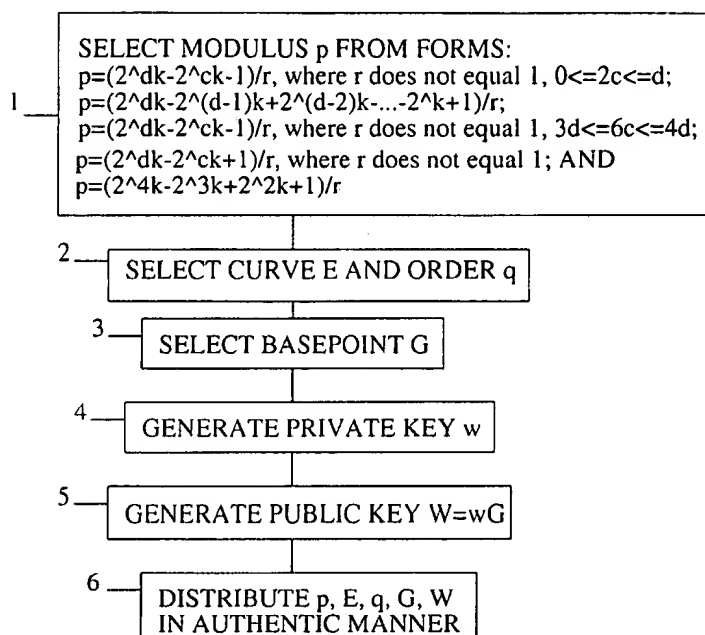 SELECT MODULUS p FROM FORMS:
p=(2^dk-2^ck-1)/r, where r does not equal 1, 0<=2c<=d;
1
p=(2^dk-2^(d-1)k+2^(d-2)k-...-2^k+1)/r;
p=(2^dk-2^ck-1)/r, where r does not equal 1, 3d<=6c<=4d;
p=(2^dk-2^ck+1)/r, where r does not equal 1; AND
p=(2^4k-2^3k+2^2k+1)/r
2
SELECT CURVE E AND ORDER q
3
SELECT BASEPOINT G
4
GENERATE PRIVATE KEY w
5
GENERATE PUBLIC KEY W=wG
6
DISTRIBUTE p, E, q, G, W
IN AUTHENTIC MANNER